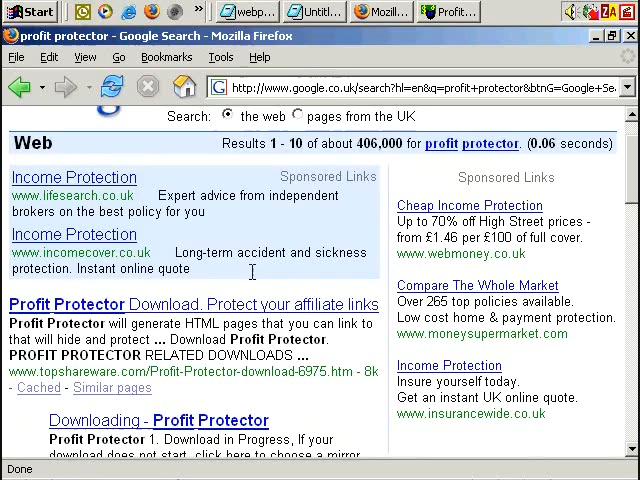 Start
webp...
Untitl...
Mozill...
Profit...
ZA
profit protector - Google Search - Mozilla Firefox
File Edit View Go Bookmarks Tools Help
http://www.google.co.uk/search?hl=en&q=profit+protector&btnG=Google+Sea
Search: the web pages from the UK
Web Results 1 - 10 of about 406,000 for profit protector. (0.06 seconds)
Income Protection
Sponsored Links
www.lifesearch.co.uk Expert advice from independent
brokers on the best policy for you
Income Protection
www.incomecover.co.uk Long-term accident and sickness
protection. Instant online quote
Profit Protector Download. Protect your affiliate links
Profit Protector will generate HTML pages that you can link to
that will hide and protect ... Download Profit Protector.
PROFIT PROTECTOR RELATED DOWNLOADS ...
www.topshareware.com/Profit-Protector-download-6975.htm - 8k
- Cached - Similar pages
Downloading - Profit Protector
Profit Protector 1. Download in Progress, If your
download does not start, click here to choose a mirror
Sponsored Links
Cheap Income Protection
Up to 70% off High Street prices -
from £1.46 per £100 of full cover.
www.webmoney.co.uk
Compare The Whole Market
Over 265 top policies available.
Low cost home & payment protection.
www.moneysupermarket.com
Income Protection
Insure yourself today.
Get an instant UK online quote.
www.insurancewide.co.uk
Done